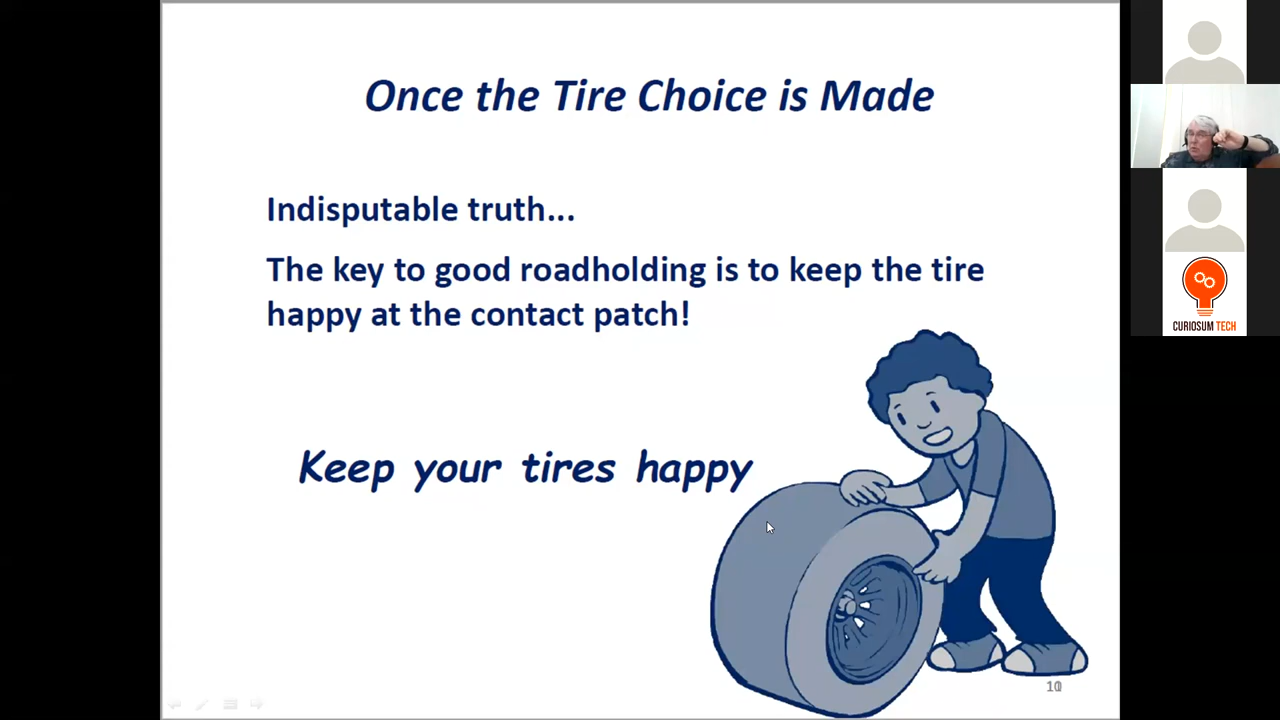 Once the Tire Choice is Made
Indisputable truth...
The key to good roadholding is to keep the tire
happy at the contact patch!
Keep your tires happy
CURIOSUM TECH